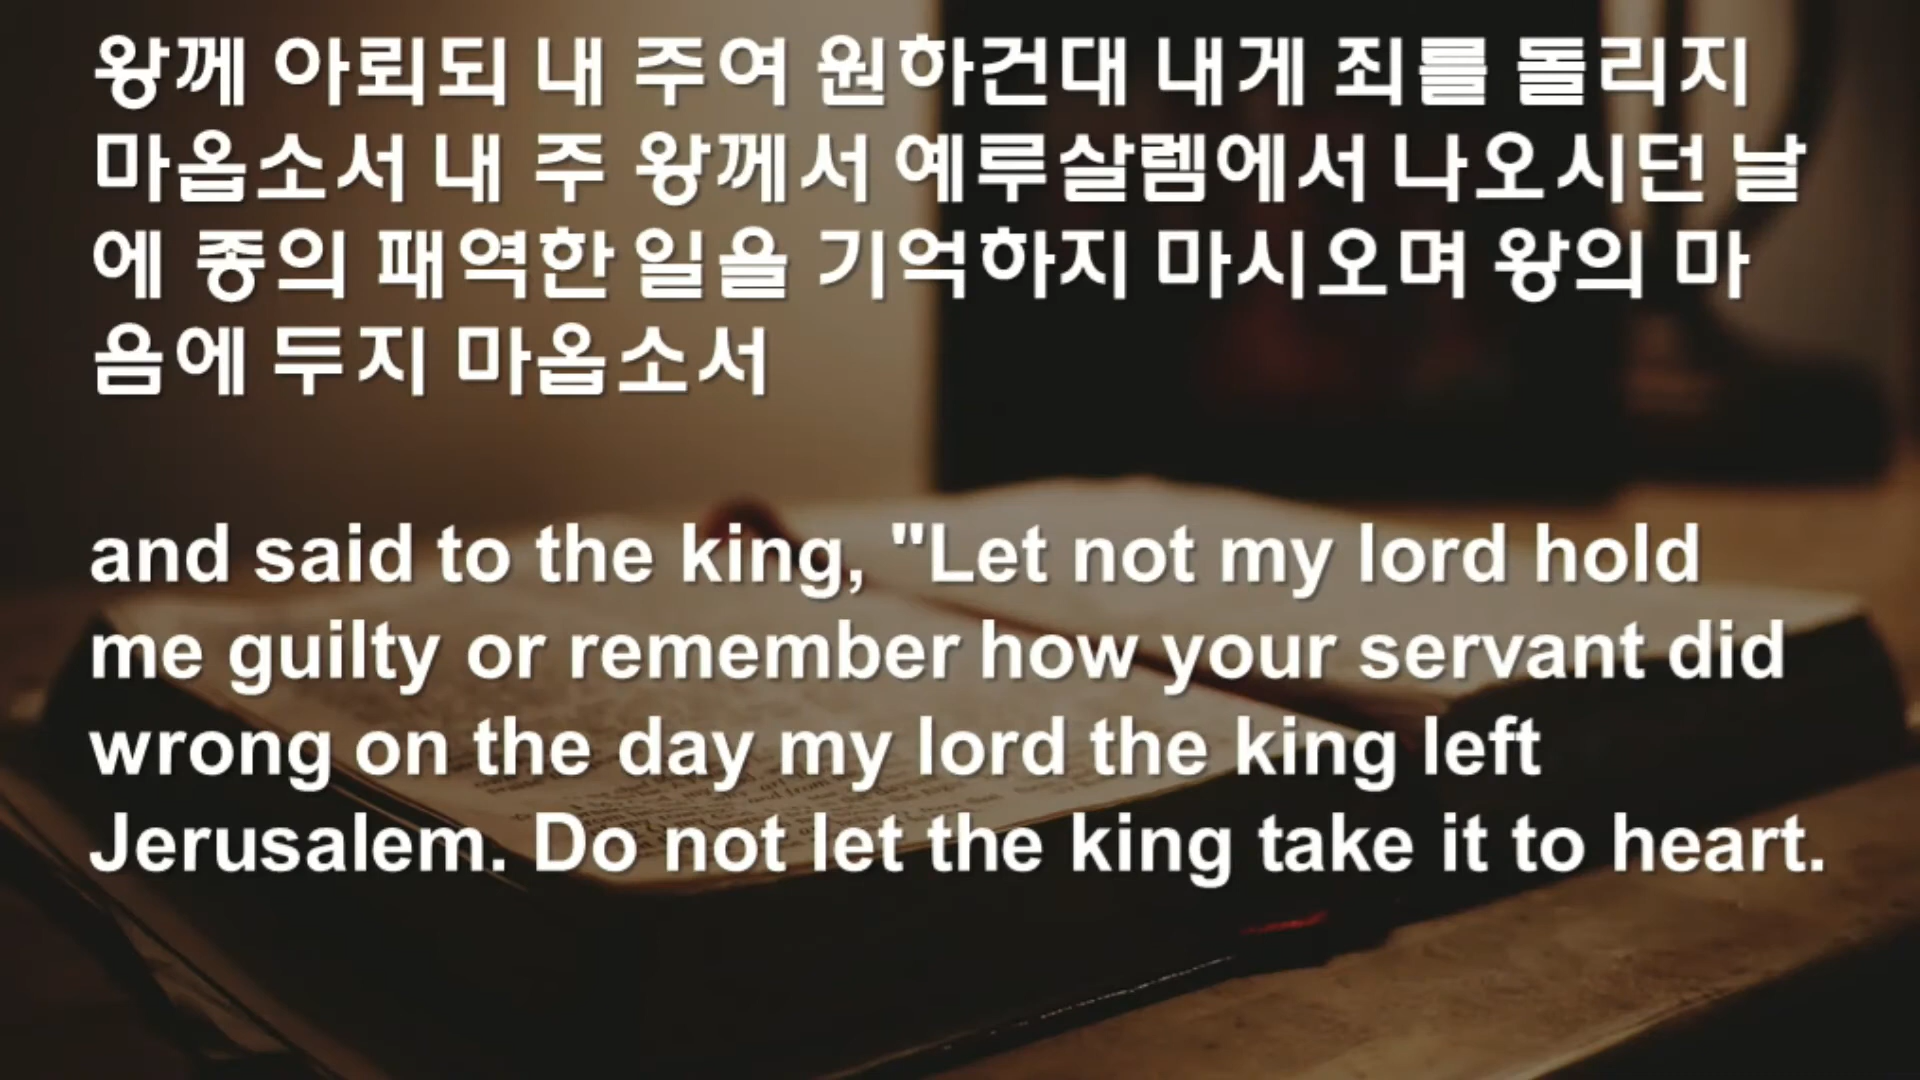 왕께 아뢰되 내 주여 원하건대 내게 죄를 돌리지
마옵소서 내 주 왕께서 예루살렘에서 나오시던 날
에 종의 패역한 일을 기억하지 마시오며 왕의 마
음에 두지 마옵소서
and said to the king, "Let not my lord hold
me guilty or remember how your servant did
wrong on the day my lord the king left
Jerusalem. Do not let the king take it to heart.